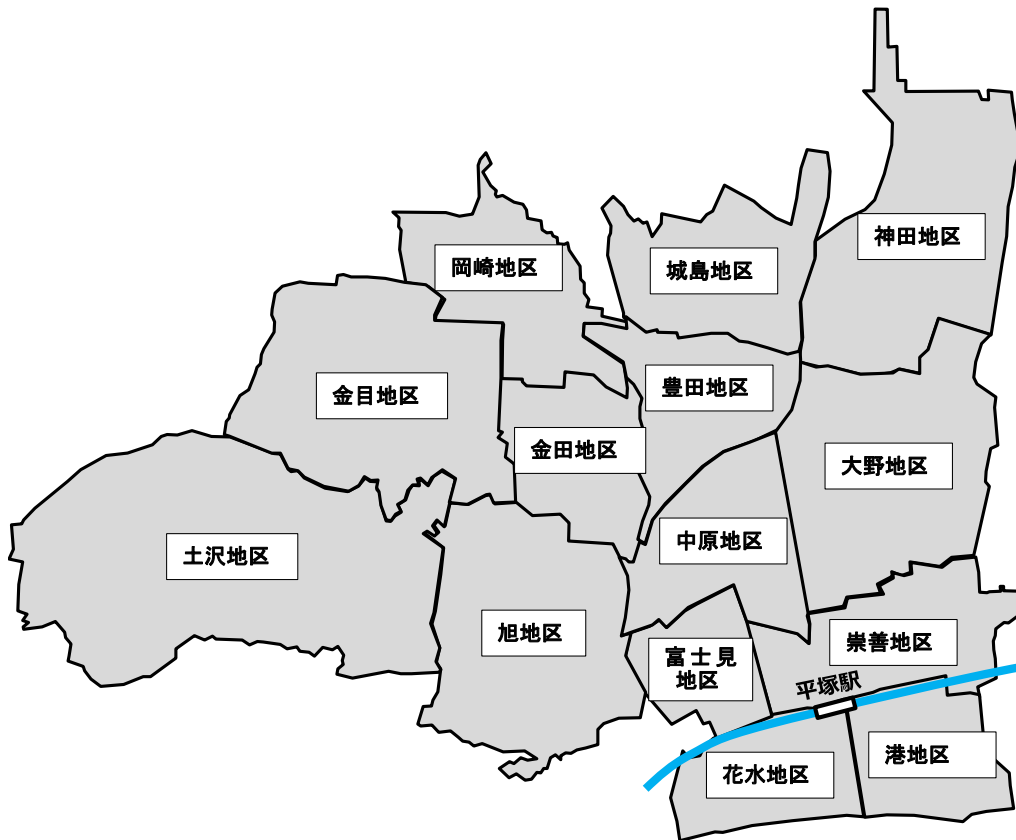 神田地区
岡崎地区
城島地区
金目地区
豊田地区
金田地区
大野地区
土沢地区
中原地区
旭地区
富士見
地区
崇善地区
平塚駅
花水地区
港地区